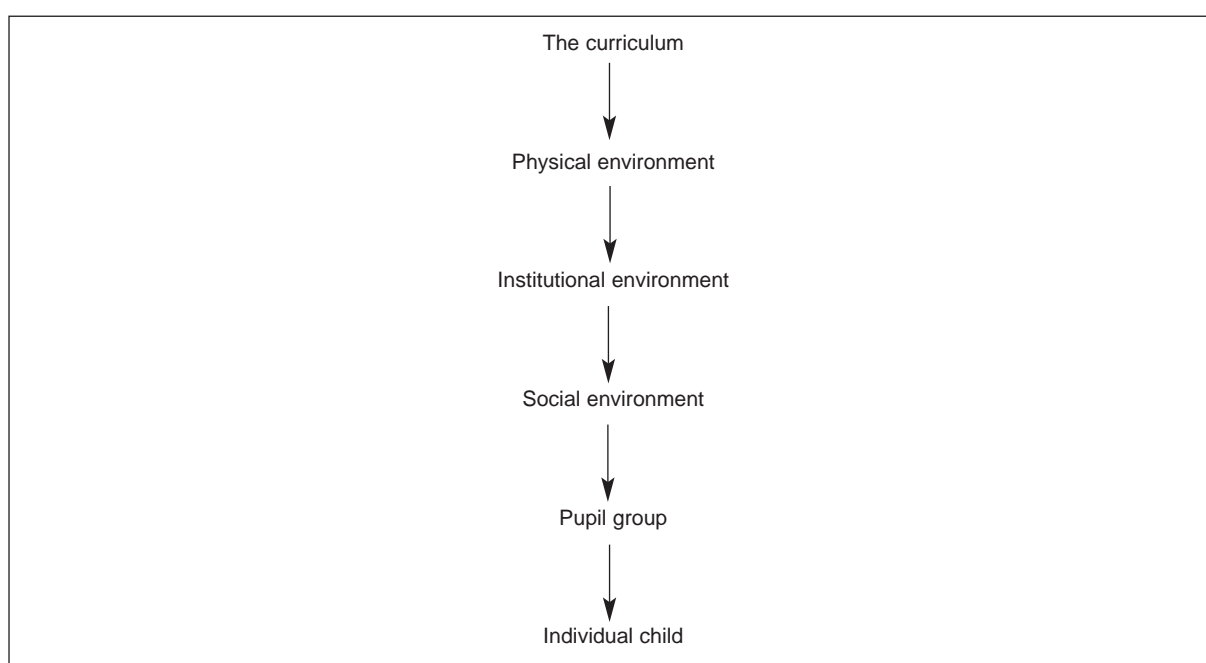 The curriculum
Physical environment
Institutional environment
Social environment
Pupil group
Individual child